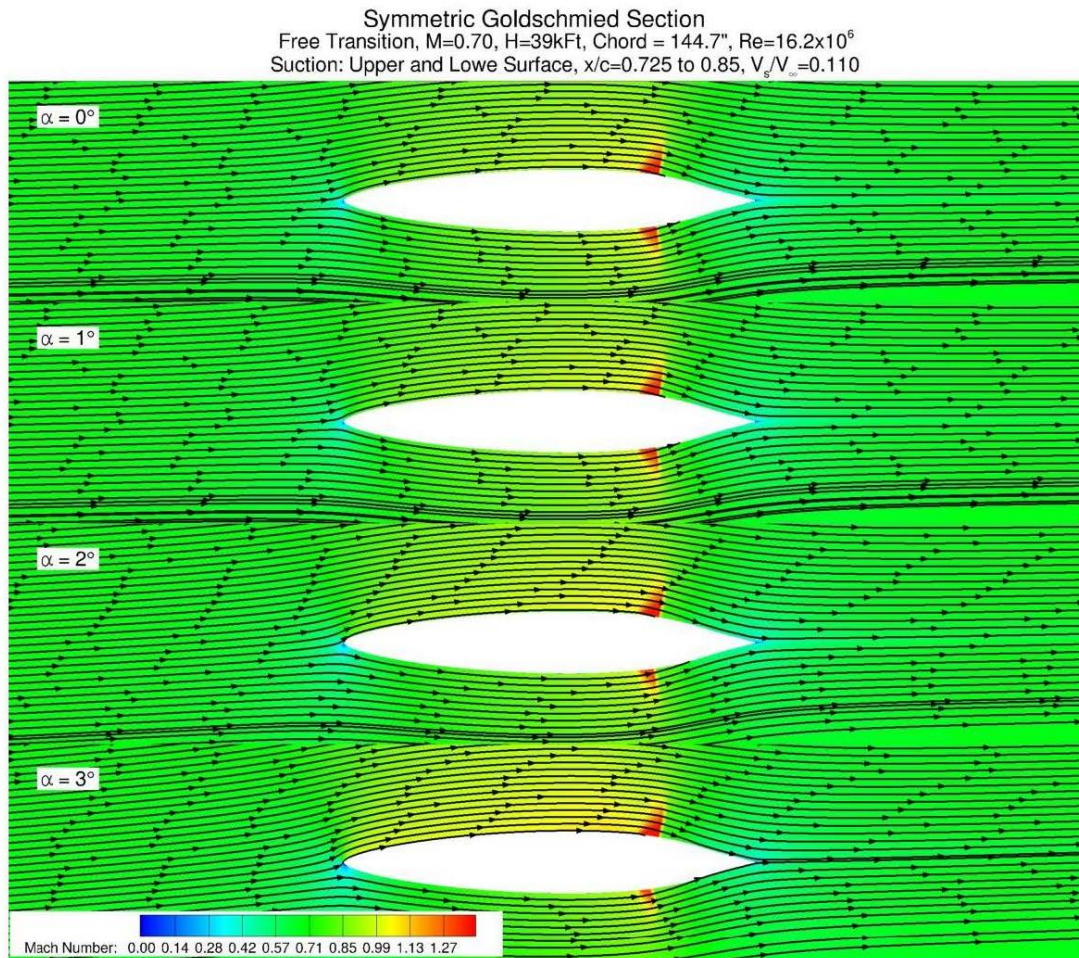 Symmetric Goldschmied Section
Free Transition, M=0.70, H=39kFt, Chord = 144.7", Re=16.2x10⁶
Suction: Upper and Lowe Surface, x/c=0.725 to 0.85, Vₛ/V∞=0.110
α = 0°
α = 1°
α = 2°
α = 3°
Mach Number: 0.00 0.14 0.28 0.42 0.57 0.71 0.85 0.99 1.13 1.27